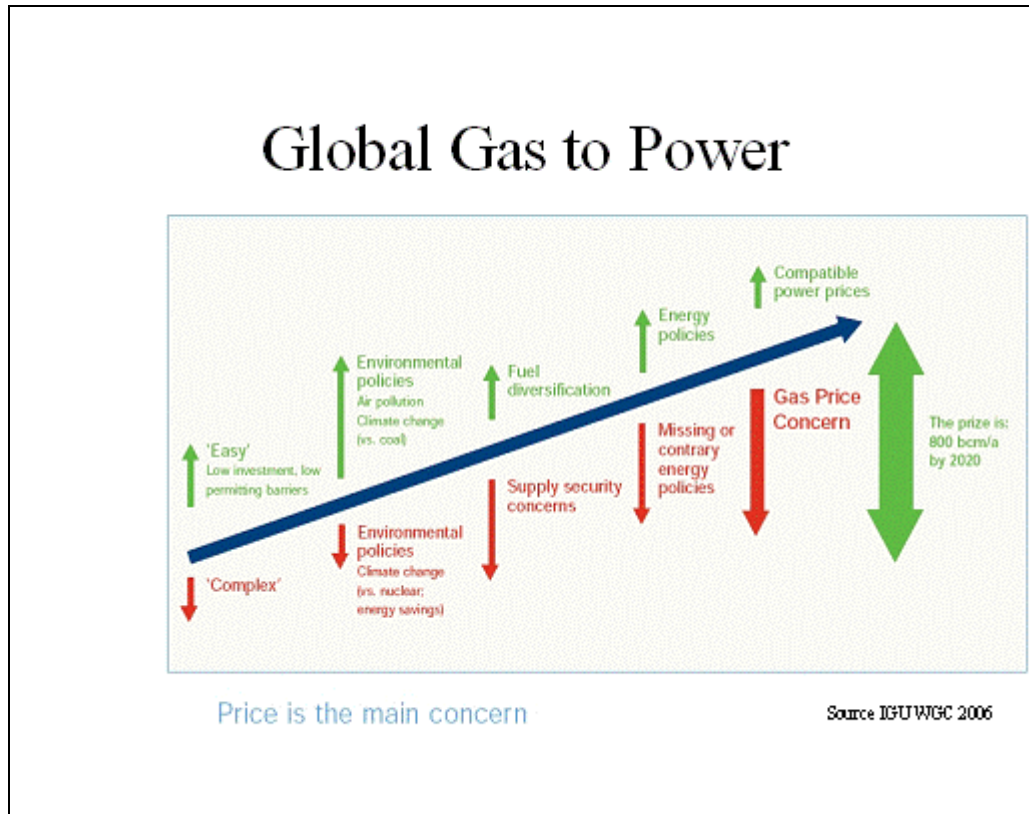 Global Gas to Power
Compatible
power prices
Energy
policies
Environmental
policies
Air pollution
Climate change
(vs. coal)
Fuel
diversification
'Easy'
Low investment, low
permitting barriers
Gas Price
Concern
The prize is:
800 bcm/a
by 2020
Missing or
contrary
energy
policies
Supply security
concerns
Environmental
policies
Climate change
(vs. nuclear;
energy savings)
'Complex'
Price is the main concern
Source IGU WGC 2006